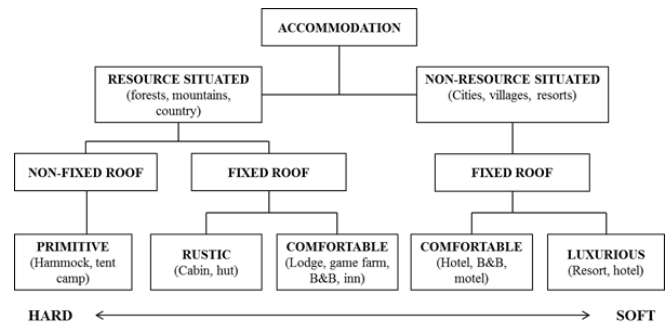 ACCOMMODATION
RESOURCE SITUATED
(forests, mountains,
country)
NON-RESOURCE SITUATED
(Cities, villages, resorts)
NON-FIXED ROOF
FIXED ROOF
FIXED ROOF
PRIMITIVE
(Hammock, tent
camp)
RUSTIC
(Cabin, hut)
COMFORTABLE
(Lodge, game farm,
B&B, inn)
COMFORTABLE
(Hotel, B&B,
motel)
LUXURIOUS
(Resort, hotel)
HARD
SOFT